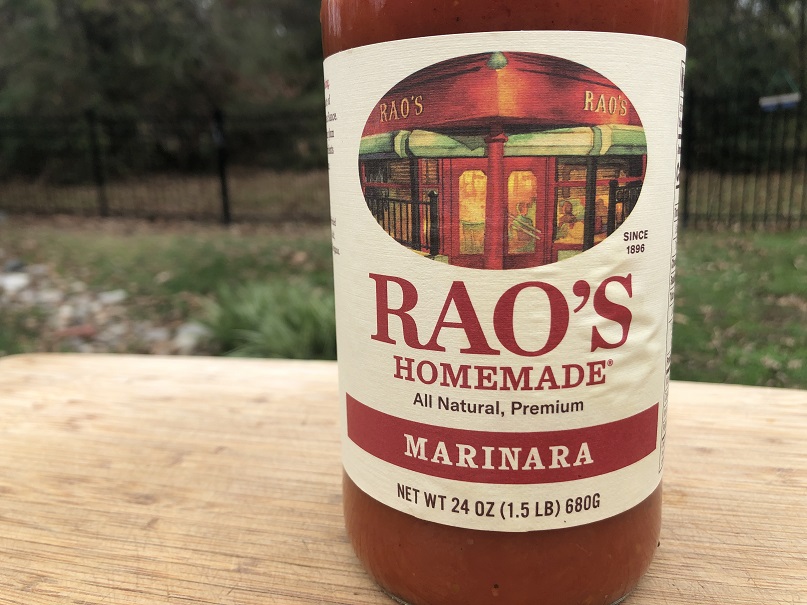 RAO'S RAO'S
SINCE
1896
RAO'S
HOMEMADE®
All Natural, Premium
MARINARA
NET WT 24 OZ (1.5 LB) 680G